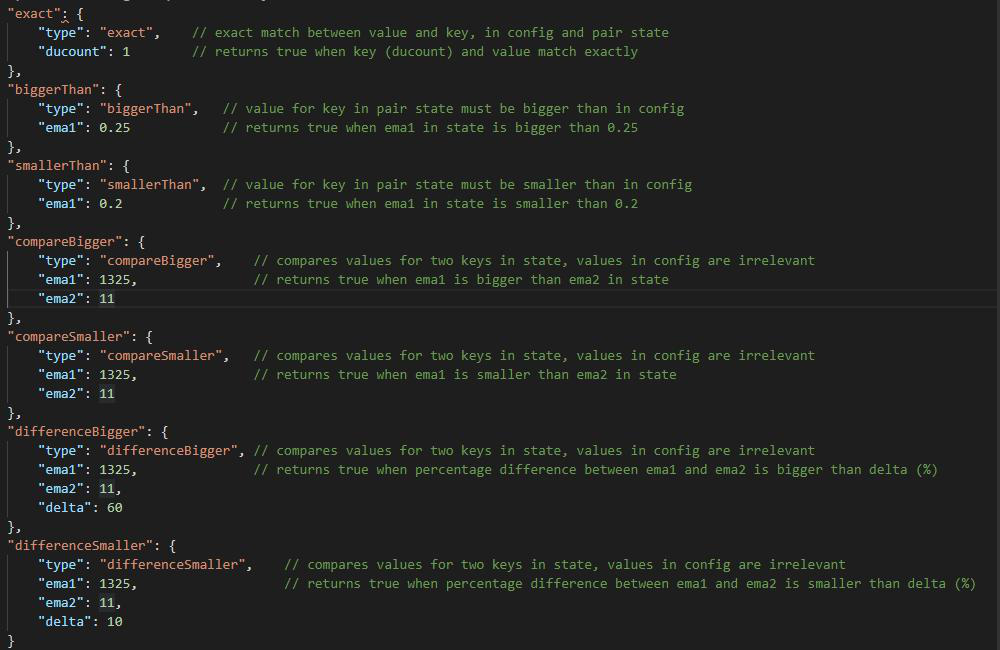 "exact": {
    "type": "exact",    // exact match between value and key, in config and pair state
    "ducount": 1        // returns true when key (ducount) and value match exactly
},
"biggerThan": {
    "type": "biggerThan",   // value for key in pair state must be bigger than in config
    "ema1": 0.25            // returns true when ema1 in state is bigger than 0.25
},
"smallerThan": {
    "type": "smallerThan",  // value for key in pair state must be smaller than in config
    "ema1": 0.2             // returns true when ema1 in state is smaller than 0.2
},
"compareBigger": {
    "type": "compareBigger",    // compares values for two keys in state, values in config are irrelevant
    "ema1": 1325,               // returns true when ema1 is bigger than ema2 in state
    "ema2": 11
},
"compareSmaller": {
    "type": "compareSmaller",   // compares values for two keys in state, values in config are irrelevant
    "ema1": 1325,               // returns true when ema1 is smaller than ema2 in state
    "ema2": 11
},
"differenceBigger": {
    "type": "differenceBigger", // compares values for two keys in state, values in config are irrelevant
    "ema1": 1325,               // returns true when percentage difference between ema1 and ema2 is bigger than delta (%)
    "ema2": 11,
    "delta": 60
},
"differenceSmaller": {
    "type": "differenceSmaller",    // compares values for two keys in state, values in config are irrelevant
    "ema1": 1325,                   // returns true when percentage difference between ema1 and ema2 is smaller than delta (%)
    "ema2": 11,
    "delta": 10
}